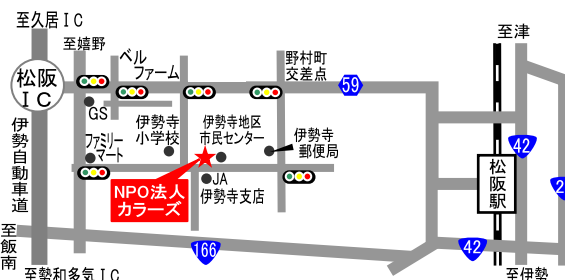 至久居IC
至嬉野
ベル
ファーム
野村町
交差点
至津
松阪
IC
59
GS
伊勢寺
小学校
伊勢寺地区
市民センター
伊勢寺
郵便局
42
ファミリー
マート
伊勢自動車道
NPO法人
カラーズ
JA
伊勢寺支店
松阪駅
2
至飯南
166
42
至勢和多気IC
至伊勢